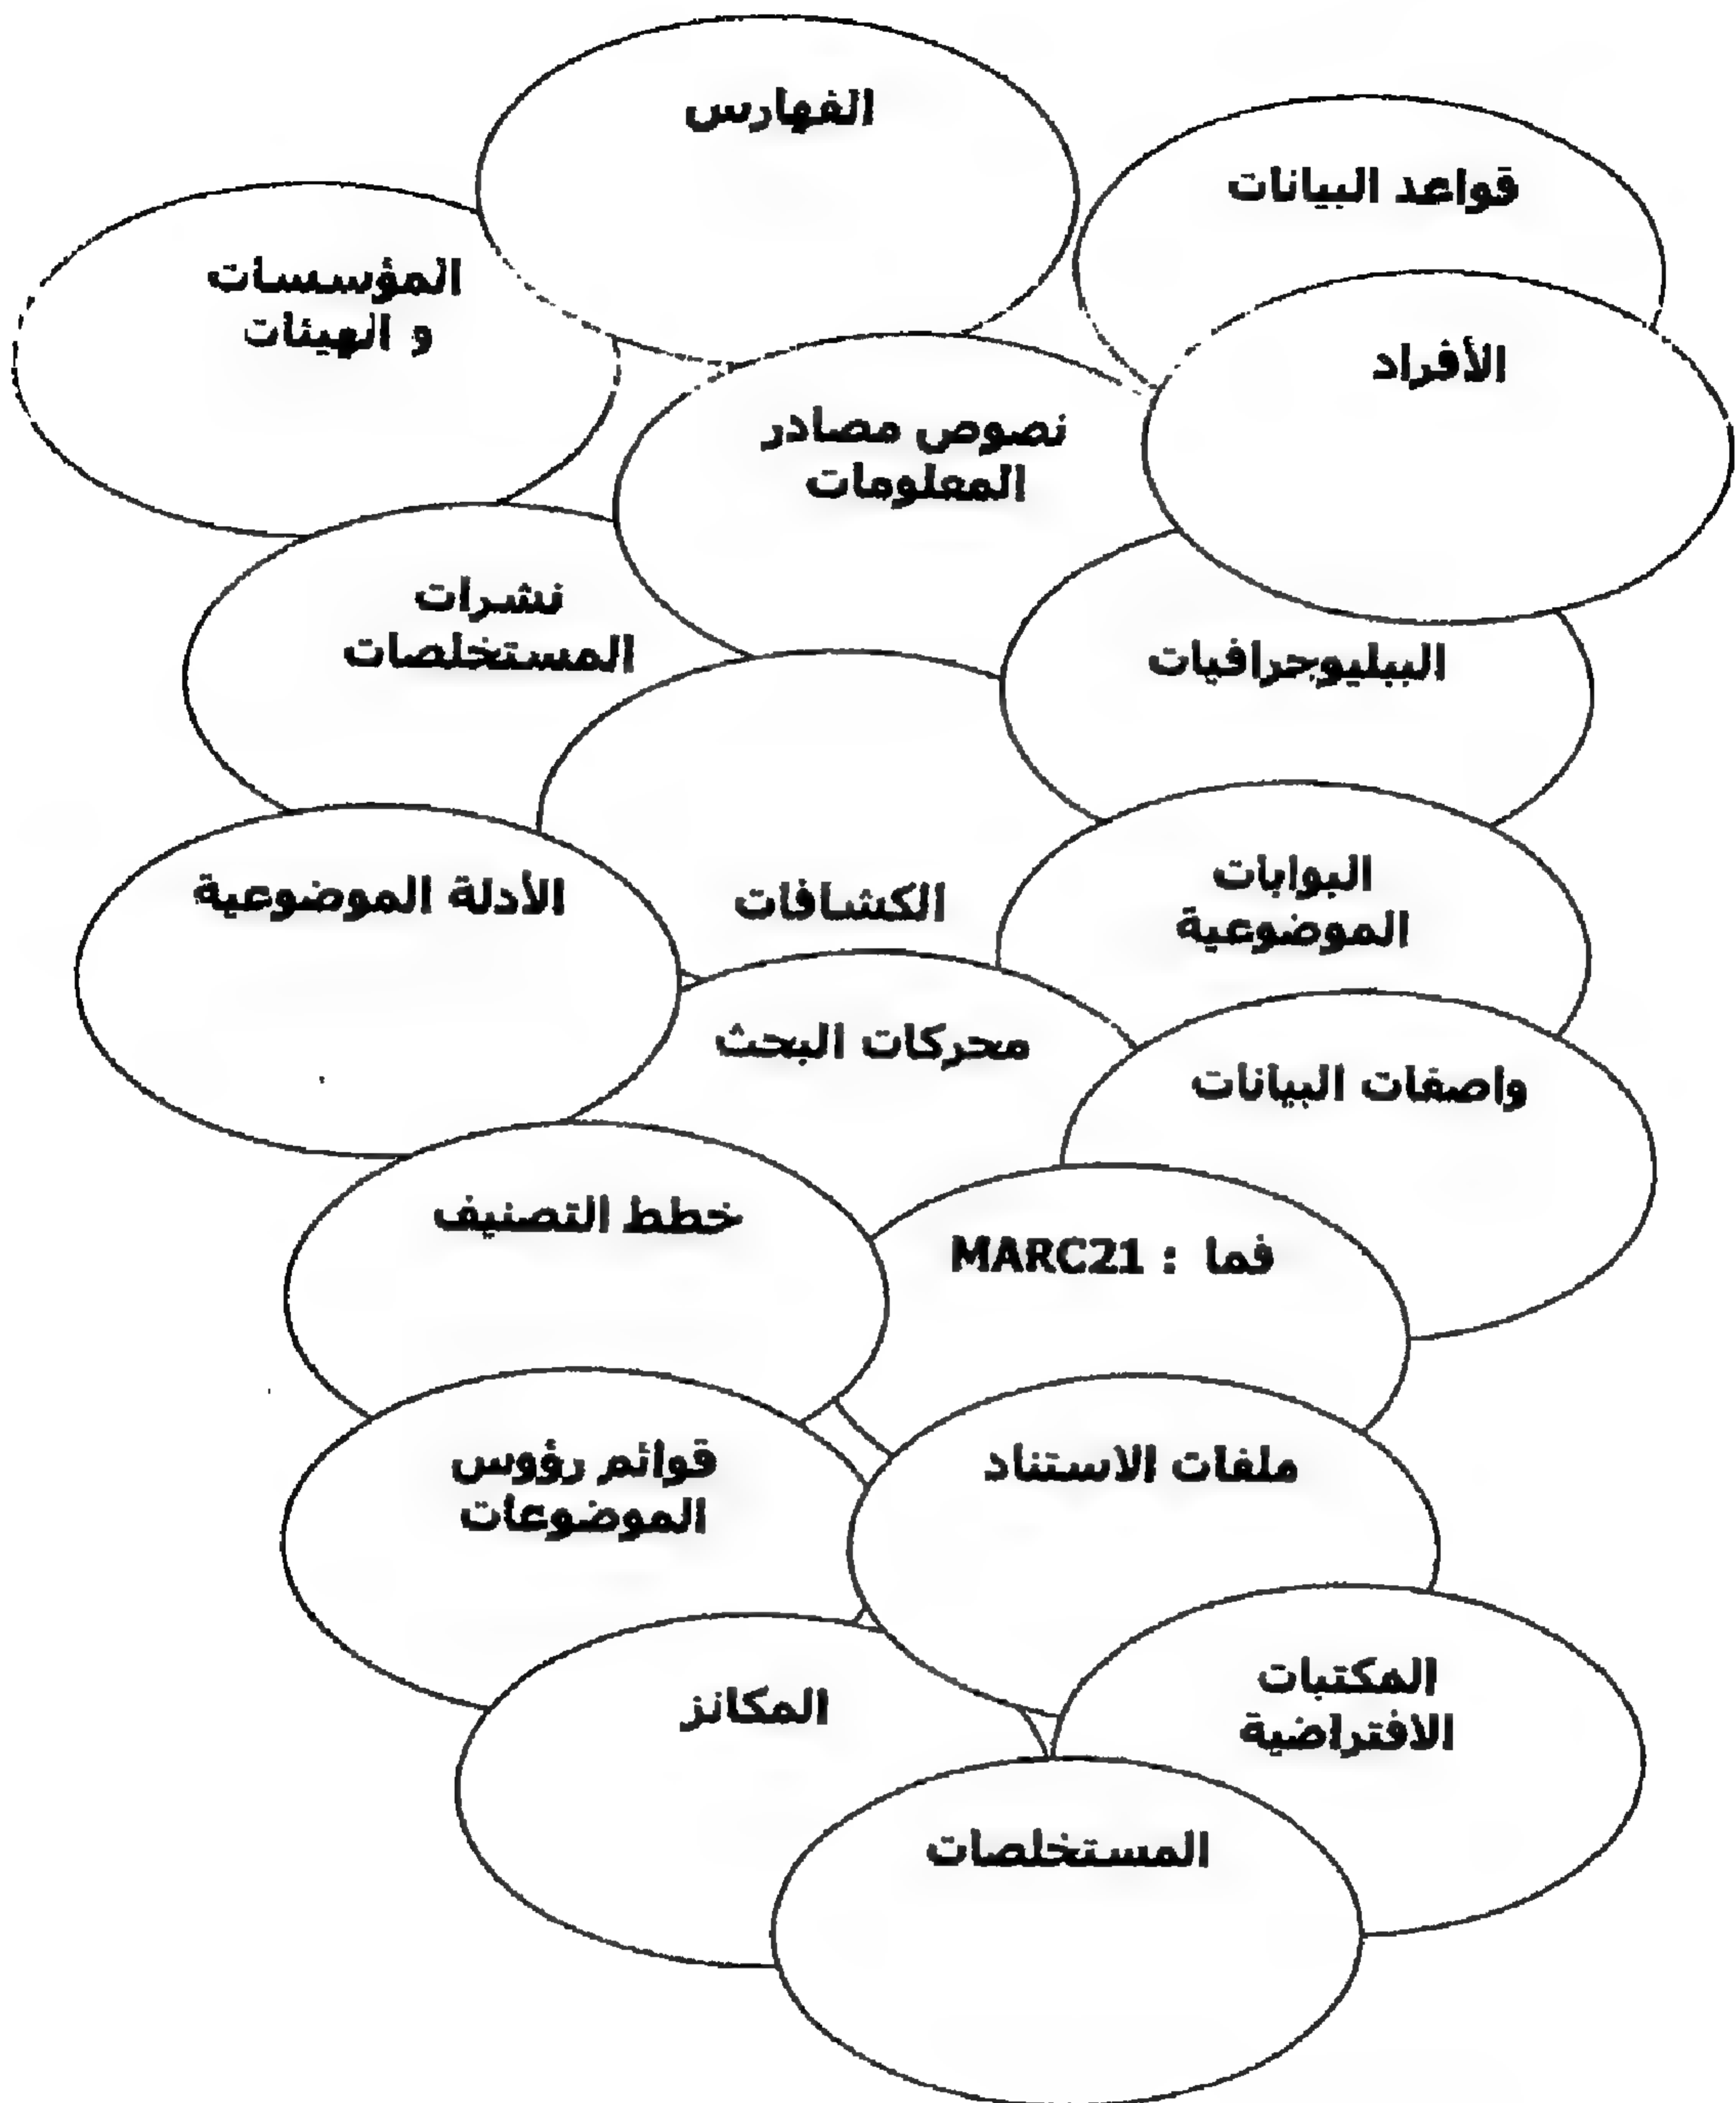 الفهارس
قواعد البيانات
المؤسسات
و الهيئات
الأفراد
نصوص مصادر
المعلومات
نشرات
المستخلصات
الببليوجرافيات
الأدلة الموضوعية
الكشافات
البوابات
الموضوعية
محركات البحث
واصفات البيانات
خطط التصنيف
فما : MARC21
قوائم رؤوس
الموضوعات
ملفات الاستناد
المكتبات
الافتراضية
المكانز
المستخلصات